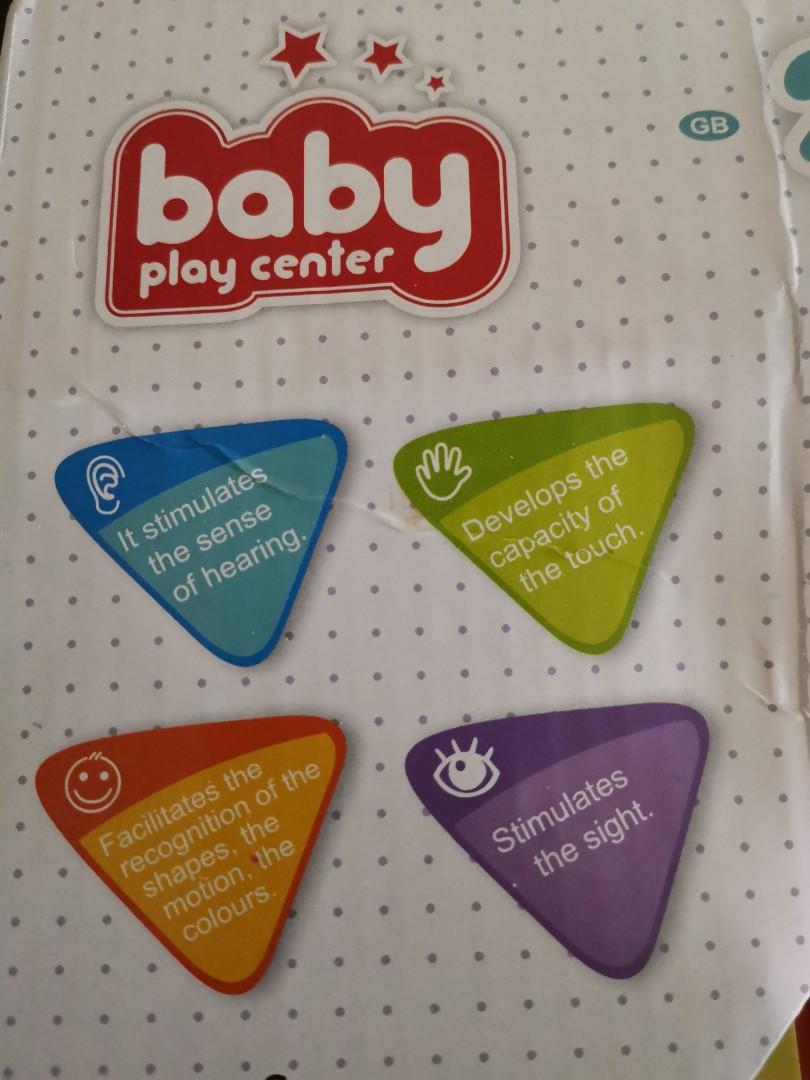 baby
play center
GB
It stimulates
the sense
of hearing.
Develops the
capacity of
the touch.
Facilitates the
recognition of the
shapes, the
motion, the
colours.
Stimulates
the sight.